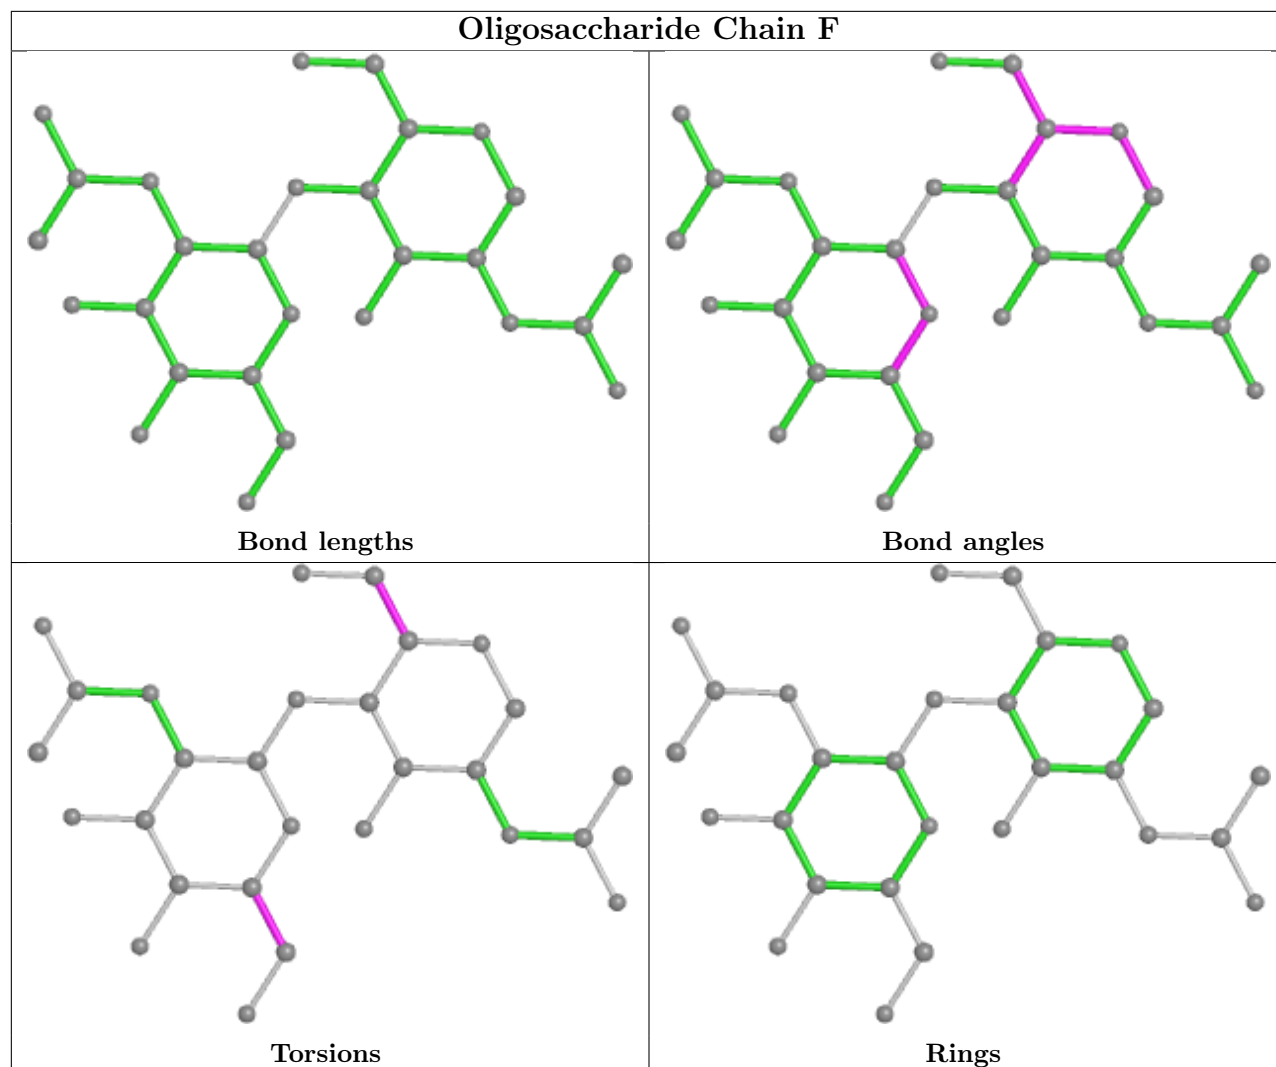 Oligosaccharide Chain F
Bond lengths
Bond angles
Torsions
Rings